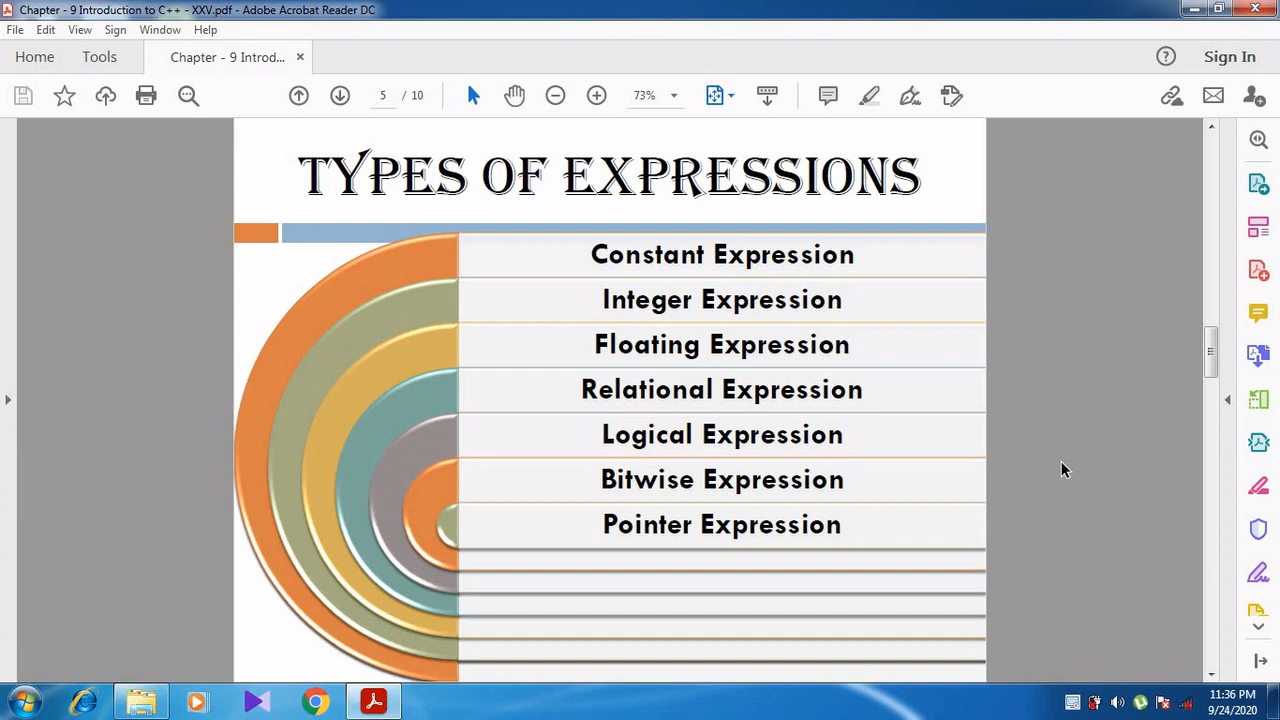 Chapter - 9 Introduction to C++ - XXV.pdf - Adobe Acrobat Reader DC
File Edit View Sign Window Help
Home Tools Chapter - 9 Introd... × Sign In
5 / 10 73%
TYPES OF EXPRESSIONS
Constant Expression
Integer Expression
Floating Expression
Relational Expression
Logical Expression
Bitwise Expression
Pointer Expression
11:36 PM
9/24/2020